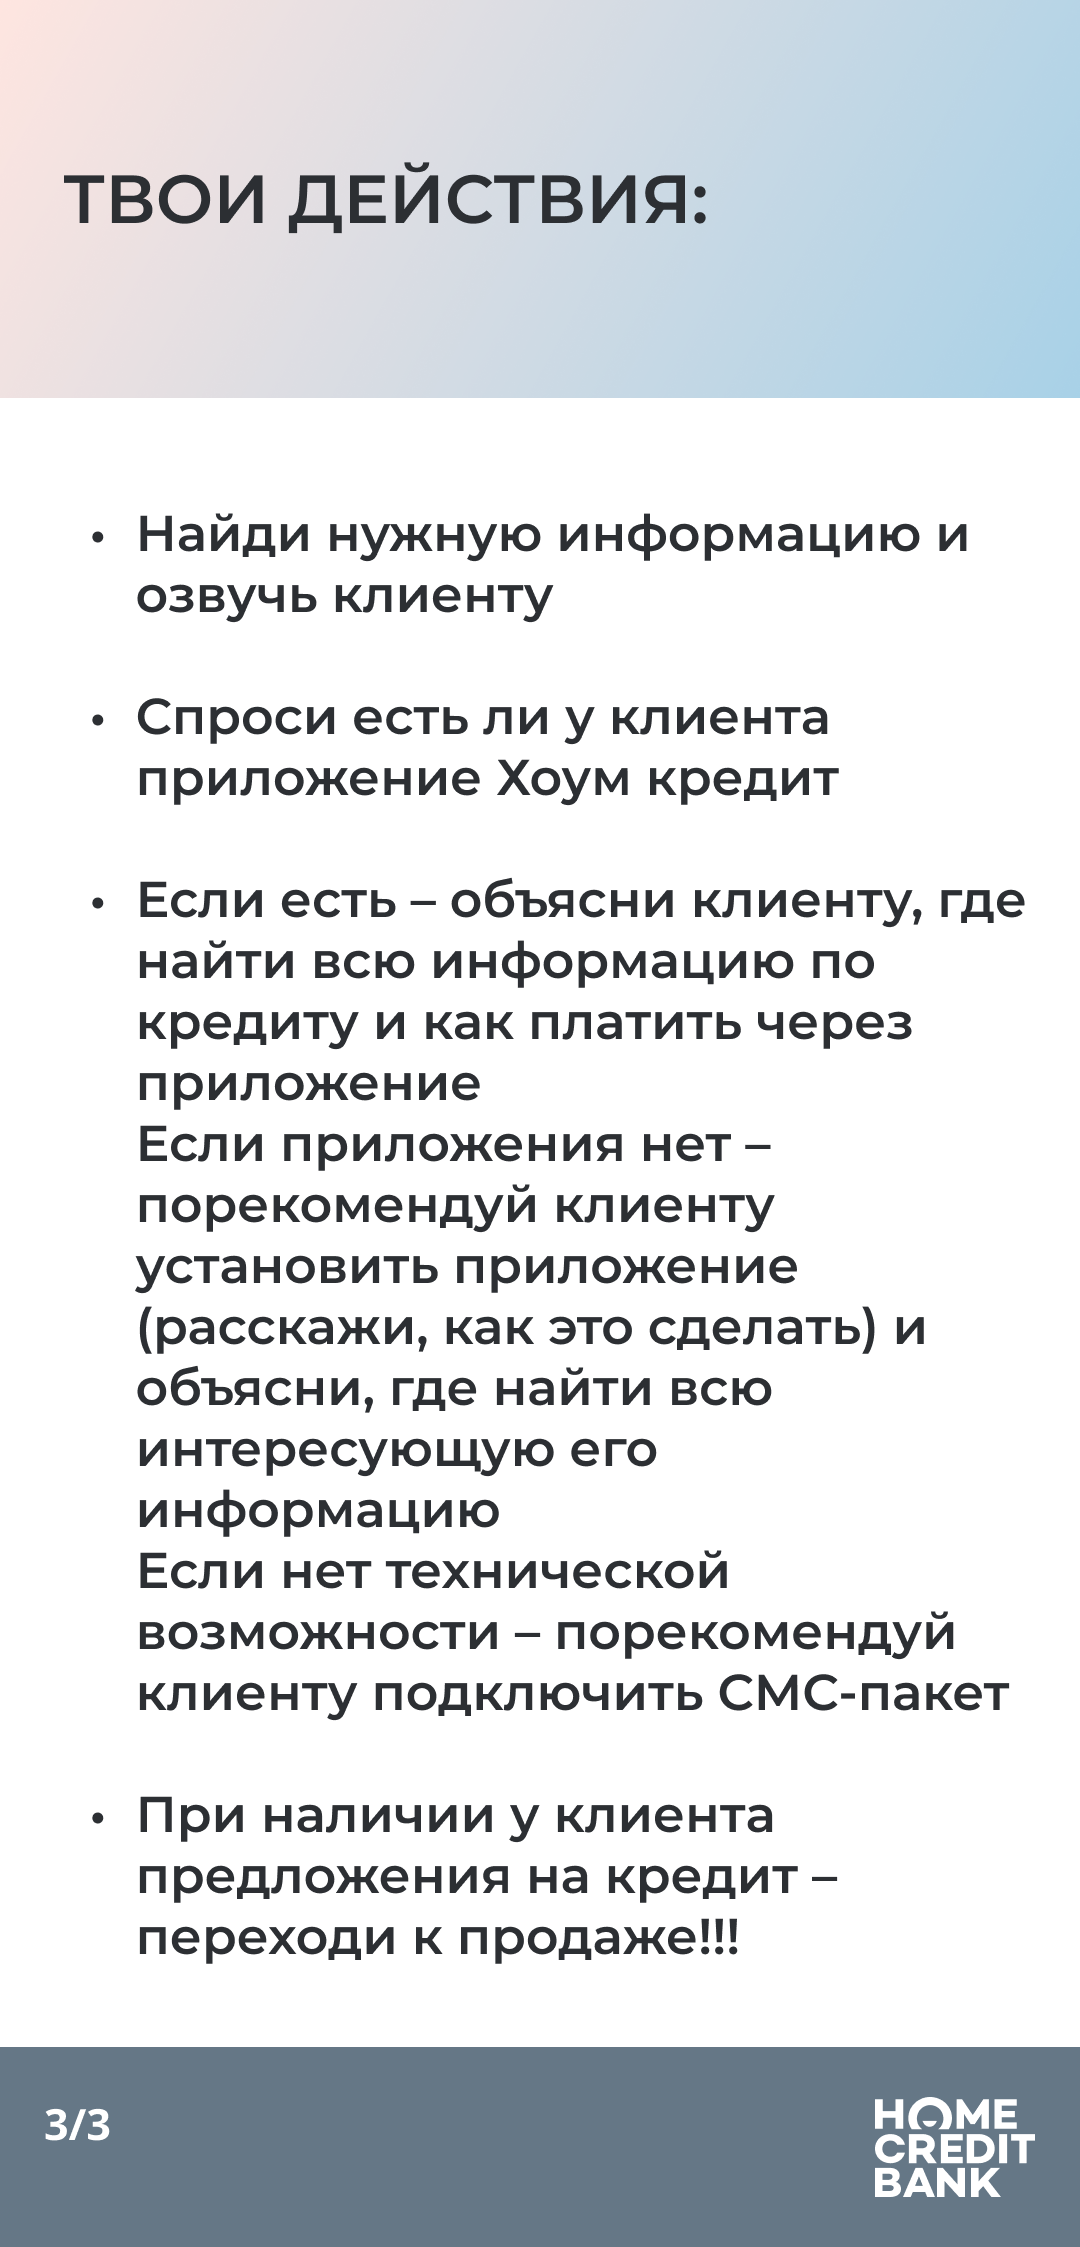 ТВОИ ДЕЙСТВИЯ:
• Найди нужную информацию и
озвучь клиенту
• Спроси есть ли у клиента
приложение Хоум кредит
• Если есть – объясни клиенту, где
найти всю информацию по
кредиту и как платить через
приложение
Если приложения нет –
порекомендуй клиенту
установить приложение
(расскажи, как это сделать) и
объясни, где найти всю
интересующую его
информацию
Если нет технической
возможности – порекомендуй
клиенту подключить СМС-пакет
• При наличии у клиента
предложения на кредит –
переходи к продаже!!!
3/3
HOME
CREDIT
BANK